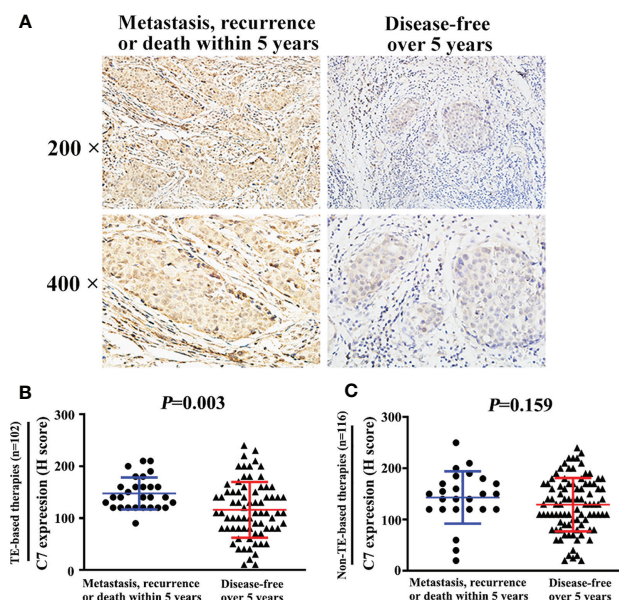 A
Metastasis, recurrence
or death within 5 years
Disease-free
over 5 years
200 ×
400 ×
B
P=0.003
TE-based therapies (n=102)
C7 expreecion (H score)
300
200
100
0
Metastasis, recurrence
or death within 5 years
Disease-free
over 5 years
C
P=0.159
Non-TE-based therapies (n=116)
C7 expreecion (H score)
300
200
100
0
Metastasis, recurrence
or death within 5 years
Disease-free
over 5 years